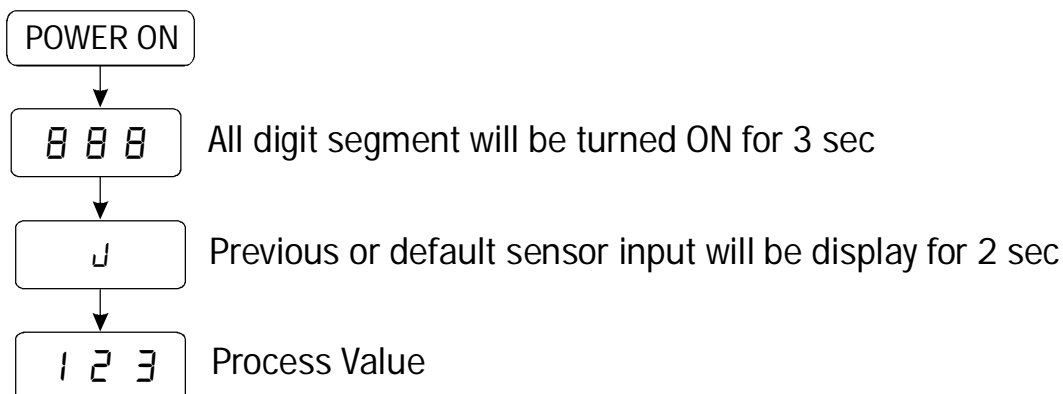 POWER ON
8 8 8 All digit segment will be turned ON for 3 sec
J Previous or default sensor input will be display for 2 sec
1 2 3 Process Value